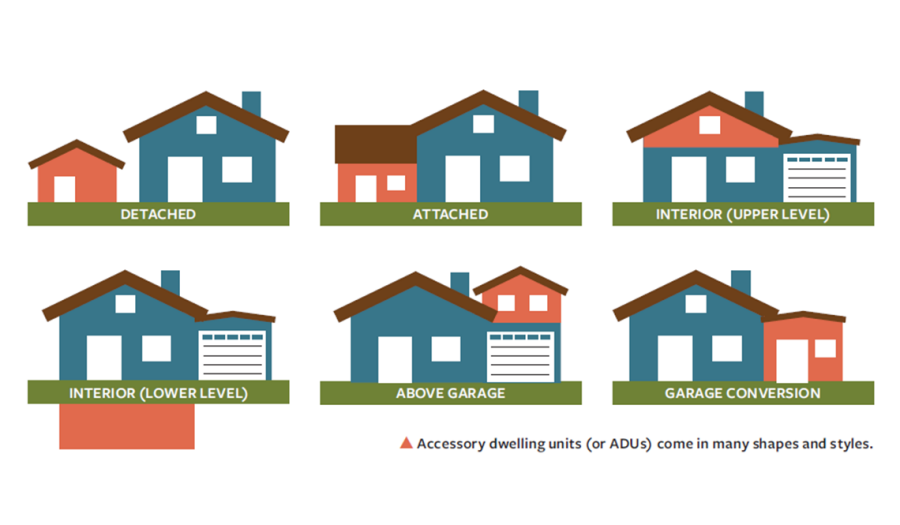 DETACHED
ATTACHED
INTERIOR (UPPER LEVEL)
INTERIOR (LOWER LEVEL)
ABOVE GARAGE
GARAGE CONVERSION
Accessory dwelling units (or ADUs) come in many shapes and styles.